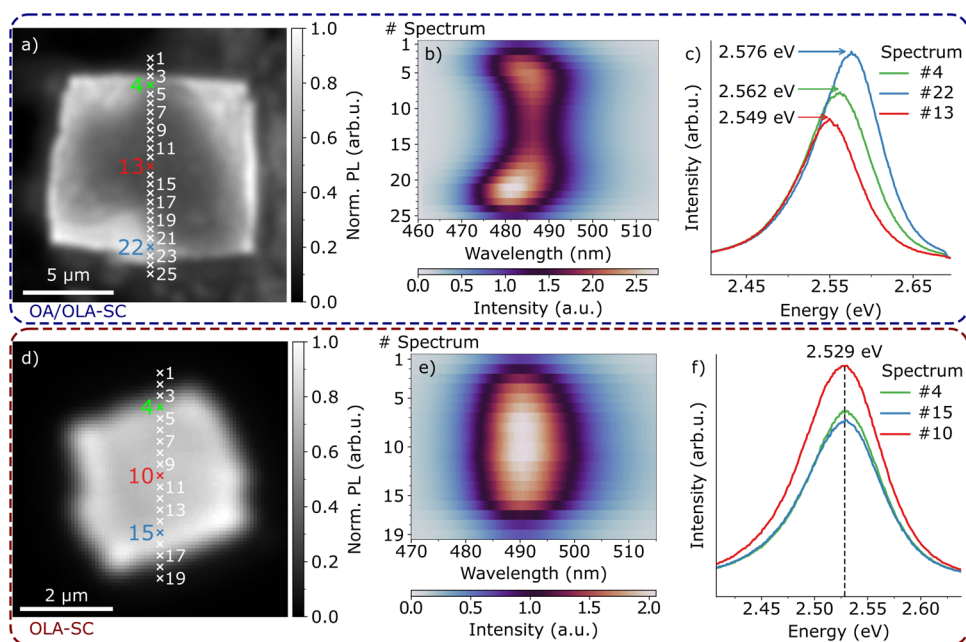 a)
1
3
4
5
7
9
11
13
15
17
19
21
22
23
25
5 µm
OA/OLA-SC
1.0
0.8
0.6
0.4
0.2
0.0
Norm. PL (arb.u.)
# Spectrum
b)
1
5
10
15
20
25
460 470 480 490 500 510
Wavelength (nm)
0.0 0.5 1.0 1.5 2.0 2.5
Intensity (a.u.)
c)
2.576 eV
2.562 eV
2.549 eV
Spectrum
#4
#22
#13
Intensity (arb.u.)
2.45 2.55 2.65
Energy (eV)
d)
1
3
4
5
7
9
10
11
13
15
17
19
2 µm
OLA-SC
1.0
0.8
0.6
0.4
0.2
0.0
Norm. PL (arb.u.)
# Spectrum
e)
1
4
7
10
13
16
19
470 480 490 500 510
Wavelength (nm)
0.0 0.5 1.0 1.5 2.0
Intensity (a.u.)
f)
2.529 eV
Spectrum
#4
#15
#10
Intensity (arb.u.)
2.45 2.50 2.55 2.60
Energy (eV)